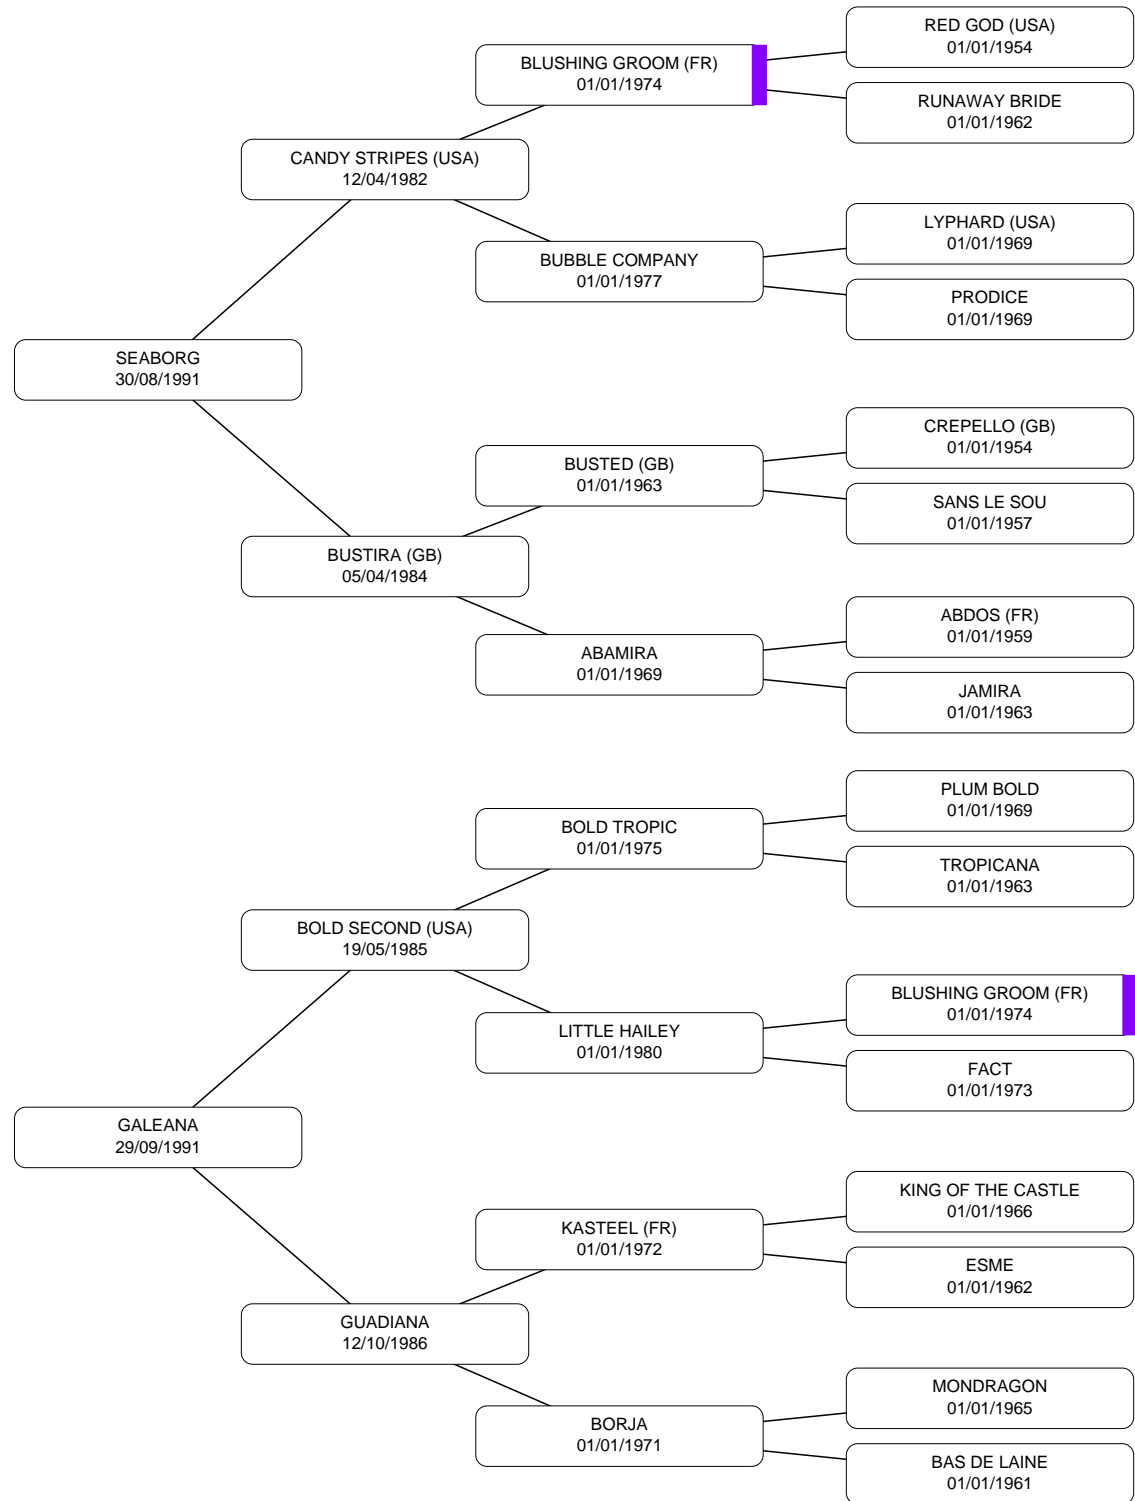 RED GOD (USA)
01/01/1954
BLUSHING GROOM (FR)
01/01/1974
RUNAWAY BRIDE
01/01/1962
CANDY STRIPES (USA)
12/04/1982
LYPHARD (USA)
01/01/1969
BUBBLE COMPANY
01/01/1977
PRODICE
01/01/1969
SEABORG
30/08/1991
CREPELLO (GB)
01/01/1954
BUSTED (GB)
01/01/1963
SANS LE SOU
01/01/1957
BUSTIRA (GB)
05/04/1984
ABDOS (FR)
01/01/1959
ABAMIRA
01/01/1969
JAMIRA
01/01/1963
PLUM BOLD
01/01/1969
BOLD TROPIC
01/01/1975
TROPICANA
01/01/1963
BOLD SECOND (USA)
19/05/1985
BLUSHING GROOM (FR)
01/01/1974
LITTLE HAILEY
01/01/1980
FACT
01/01/1973
GALEANA
29/09/1991
KING OF THE CASTLE
01/01/1966
KASTEEL (FR)
01/01/1972
ESME
01/01/1962
GUADIANA
12/10/1986
MONDRAGON
01/01/1965
BORJA
01/01/1971
BAS DE LAINE
01/01/1961